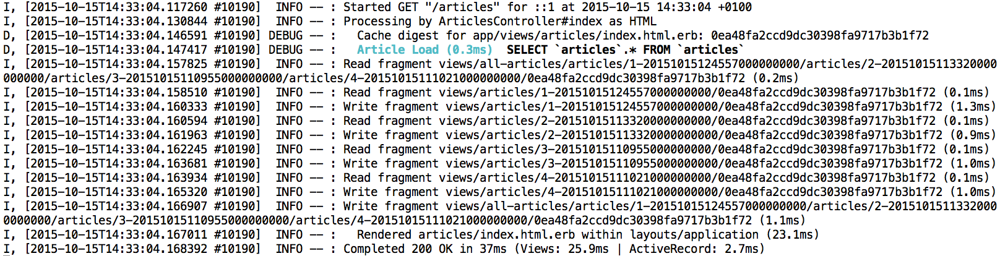 I, [2015-10-15T14:33:04.117260 #10190]  INFO -- : Started GET "/articles" for ::1 at 2015-10-15 14:33:04 +0100
I, [2015-10-15T14:33:04.130844 #10190]  INFO -- : Processing by ArticlesController#index as HTML
D, [2015-10-15T14:33:04.146591 #10190] DEBUG -- :   Cache digest for app/views/articles/index.html.erb: 0ea48fa2ccd9dc30398fa9717b3b1f72
D, [2015-10-15T14:33:04.147417 #10190] DEBUG -- :   Article Load (0.3ms)  SELECT `articles`.* FROM `articles`
I, [2015-10-15T14:33:04.157825 #10190]  INFO -- : Read fragment views/all-articles/articles/1-20151015124557000000000/articles/2-20151015113320000
000000/articles/3-20151015110955000000000/articles/4-20151015111021000000000/0ea48fa2ccd9dc30398fa9717b3b1f72 (0.2ms)
I, [2015-10-15T14:33:04.158510 #10190]  INFO -- : Read fragment views/articles/1-20151015124557000000000/0ea48fa2ccd9dc30398fa9717b3b1f72 (0.1ms)
I, [2015-10-15T14:33:04.160333 #10190]  INFO -- : Write fragment views/articles/1-20151015124557000000000/0ea48fa2ccd9dc30398fa9717b3b1f72 (1.3ms)
I, [2015-10-15T14:33:04.160594 #10190]  INFO -- : Read fragment views/articles/2-20151015113320000000000/0ea48fa2ccd9dc30398fa9717b3b1f72 (0.1ms)
I, [2015-10-15T14:33:04.161963 #10190]  INFO -- : Write fragment views/articles/2-20151015113320000000000/0ea48fa2ccd9dc30398fa9717b3b1f72 (0.9ms)
I, [2015-10-15T14:33:04.162245 #10190]  INFO -- : Read fragment views/articles/3-20151015110955000000000/0ea48fa2ccd9dc30398fa9717b3b1f72 (0.1ms)
I, [2015-10-15T14:33:04.163681 #10190]  INFO -- : Write fragment views/articles/3-20151015110955000000000/0ea48fa2ccd9dc30398fa9717b3b1f72 (1.0ms)
I, [2015-10-15T14:33:04.163934 #10190]  INFO -- : Read fragment views/articles/4-20151015111021000000000/0ea48fa2ccd9dc30398fa9717b3b1f72 (0.1ms)
I, [2015-10-15T14:33:04.165320 #10190]  INFO -- : Write fragment views/articles/4-20151015111021000000000/0ea48fa2ccd9dc30398fa9717b3b1f72 (1.0ms)
I, [2015-10-15T14:33:04.166907 #10190]  INFO -- : Write fragment views/all-articles/articles/1-20151015124557000000000/articles/2-2015101511332000
0000000/articles/3-20151015110955000000000/articles/4-20151015111021000000000/0ea48fa2ccd9dc30398fa9717b3b1f72 (1.1ms)
I, [2015-10-15T14:33:04.167011 #10190]  INFO -- :   Rendered articles/index.html.erb within layouts/application (23.1ms)
I, [2015-10-15T14:33:04.168392 #10190]  INFO -- : Completed 200 OK in 37ms (Views: 25.9ms | ActiveRecord: 2.7ms)